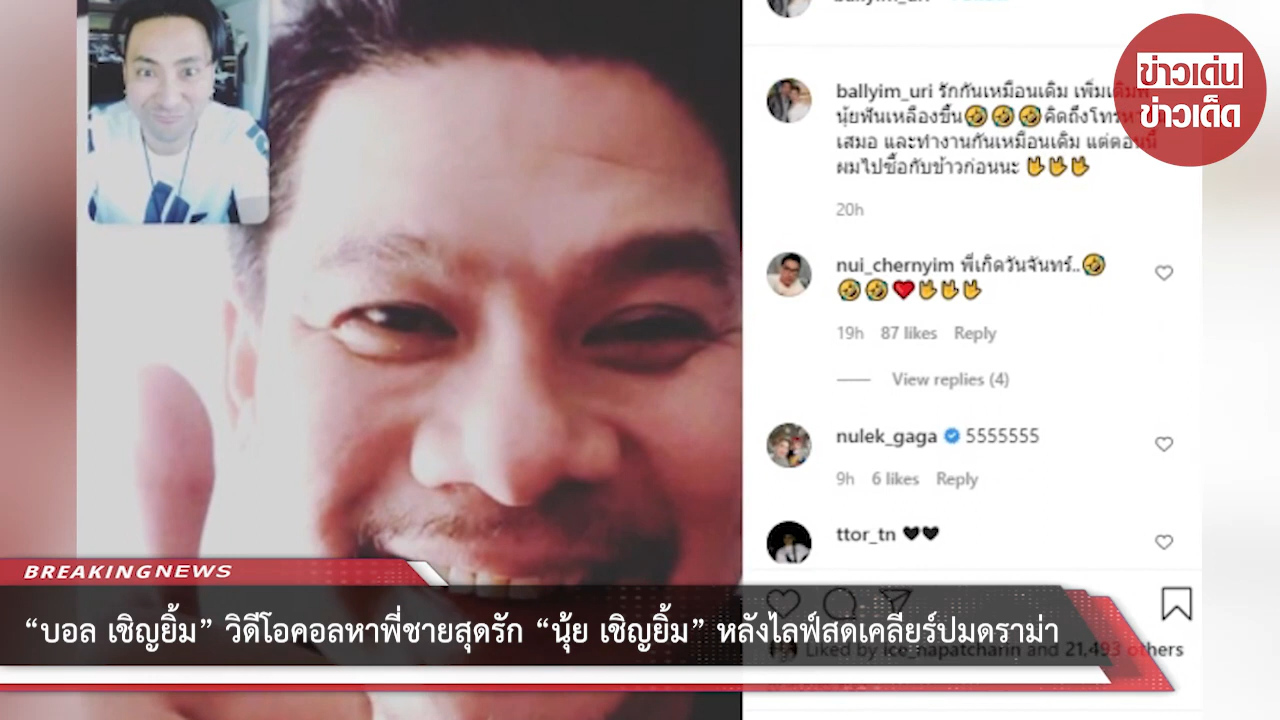 ข่าวเด่น
ข่าวเด็ด
ballyim_uri รักกันเหมือนเดิม เพิ่มเติม
นุ้ยฟันเหลืองขึ้น🤣🤣🤣คิดถึงโทรหา
เสมอ และทำงานกันเหมือนเดิม แต่ตอนนี้
ผมไปซื้อกับข้าวก่อนนะ 🤟🤟🤟
20h
nui_chernyim พี่เกิดวันจันทร์..🤣
🤣🤣❤️🤟🤟🤟
19h 87 likes Reply
View replies (4)
nulek_gaga 5555555
9h 6 likes Reply
ttor_tn 🖤🖤
BREAKINGNEWS
“บอล เชิญยิ้ม” วิดีโอคอลหาพี่ชายสุดรัก “นุ้ย เชิญยิ้ม” หลังไลฟ์สดเคลียร์ปมดราม่า
Liked by ice_napatcharin and 21,493 others